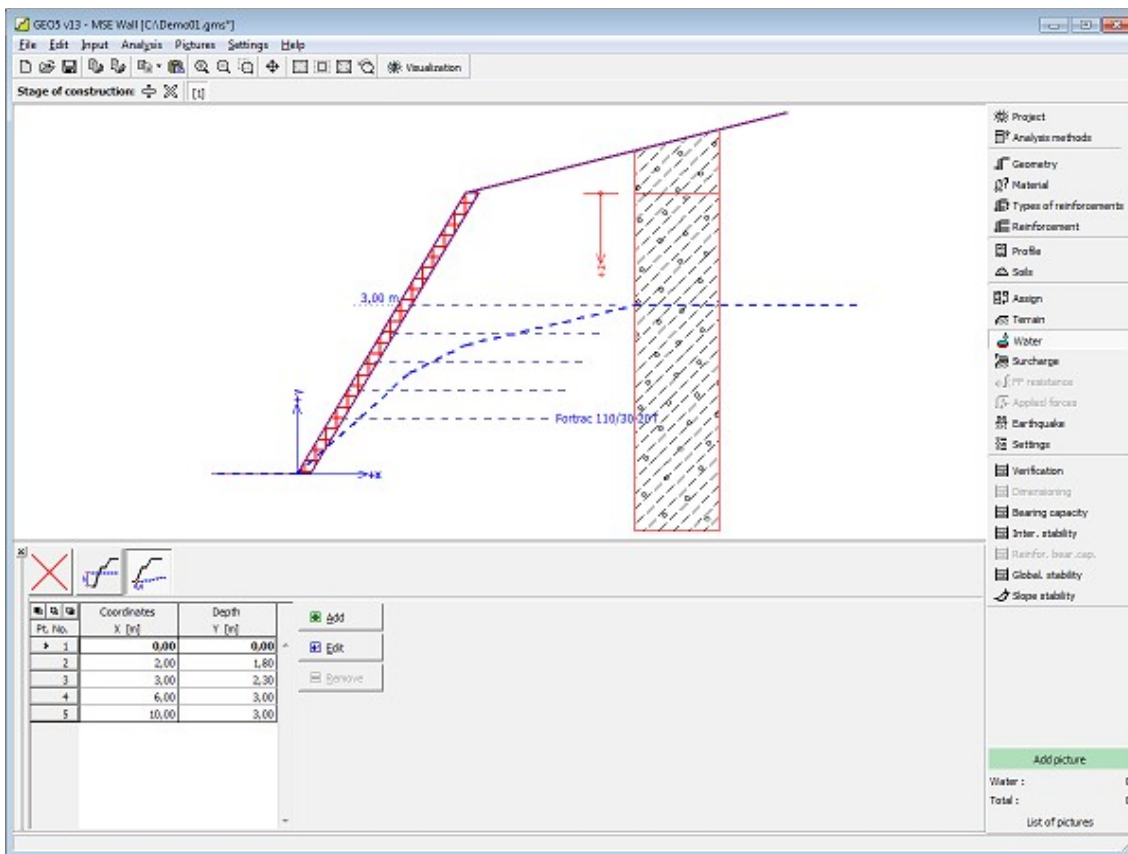 GEO5 v13 - MSE Wall [C:\Demo01.gms*]
File Edit Input Analysis Pictures Settings Help
Visualization
Stage of construction: [1]
3,00 m
+z
Fortrac 110/30-20T
+y
+x
Project
Analysis methods
Geometry
Material
Types of reinforcements
Reinforcement
Profile
Soils
Assign
Terrain
Water
Surcharge
FF resistance
Applied forces
Earthquake
Settings
Verification
Dimensioning
Bearing capacity
Inter. stability
Reinfor. bear.cap.
Global. stability
Slope stability
Coordinates Depth
Pt. No. X [m] Y [m]
1 0,00 0,00
2 2,00 1,80
3 3,00 2,30
4 6,00 3,00
5 10,00 3,00
Add
Edit
Remove
Add picture
Water :
Total :
List of pictures